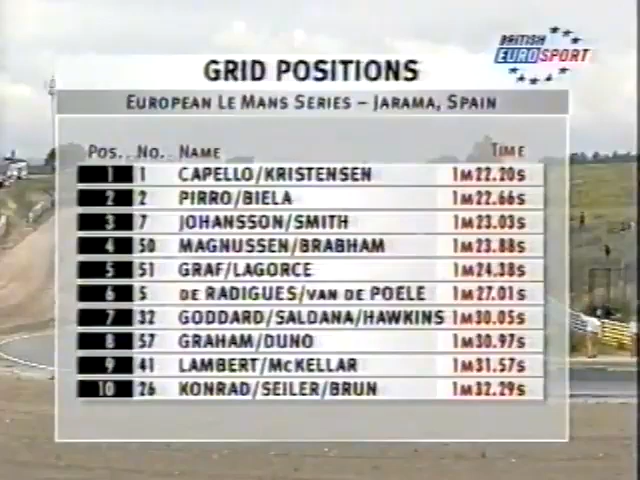 BRITISH
EUROSPORT
GRID POSITIONS
EUROPEAN LE MANS SERIES – JARAMA, SPAIN
POS. NO. NAME TIME
1 1 CAPELLO/KRISTENSEN 1M22.20S
2 2 PIRRO/BIELA 1M22.66S
3 7 JOHANSSON/SMITH 1M23.03S
4 50 MAGNUSSEN/BRABHAM 1M23.88S
5 51 GRAF/LAGORCE 1M24.38S
6 5 DE RADIGUES/VAN DE POELE 1M27.01S
7 32 GODDARD/SALDANA/HAWKINS 1M30.05S
8 57 GRAHAM/DUNO 1M30.97S
9 41 LAMBERT/MCKELLAR 1M31.57S
10 26 KONRAD/SEILER/BRUN 1M32.29S